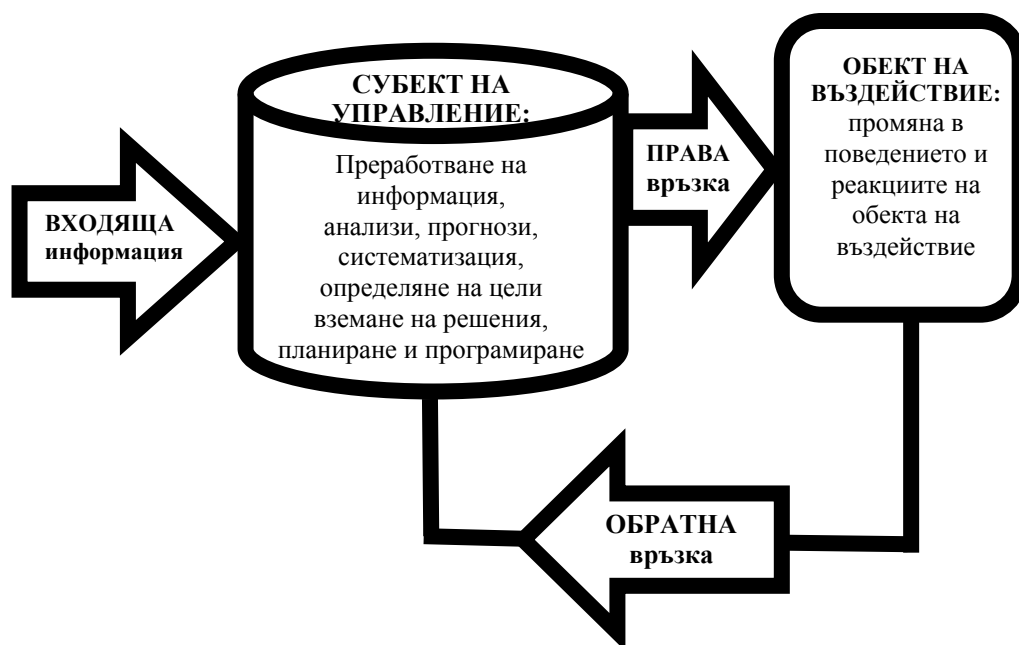 ВХОДЯЩА
информация
СУБЕКТ НА
УПРАВЛЕНИЕ:
Преработване на
информация,
анализи, прогнози,
систематизация,
определяне на цели
вземане на решения,
планиране и програмиране
ПРАВА
връзка
ОБЕКТ НА
ВЪЗДЕЙСТВИЕ:
промяна в
поведението и
реакциите на
обекта на
въздействие
ОБРАТНА
връзка